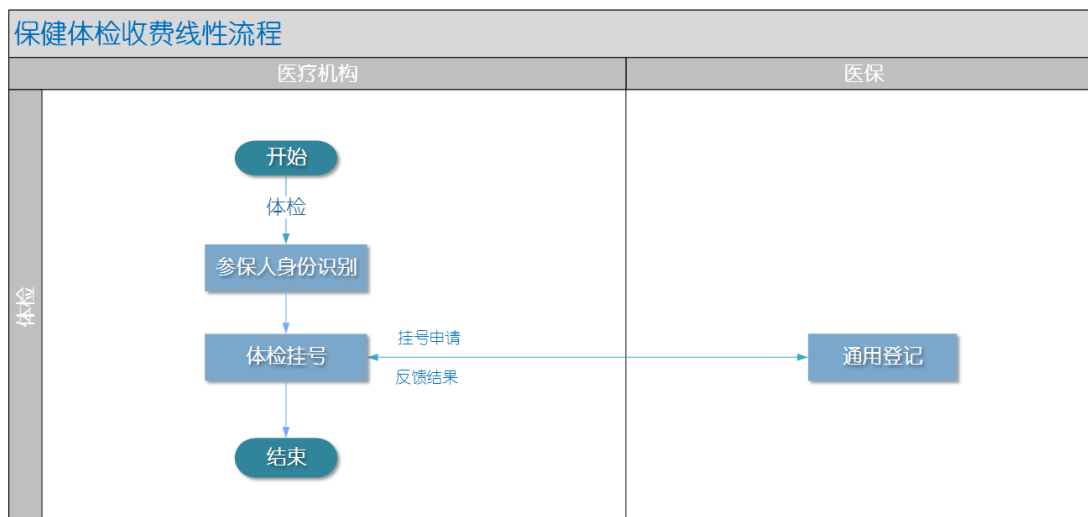 保健体检收费线性流程
医疗机构
医保
体检
开始
体检
参保人身份识别
体检挂号
挂号申请
反馈结果
通用登记
结束